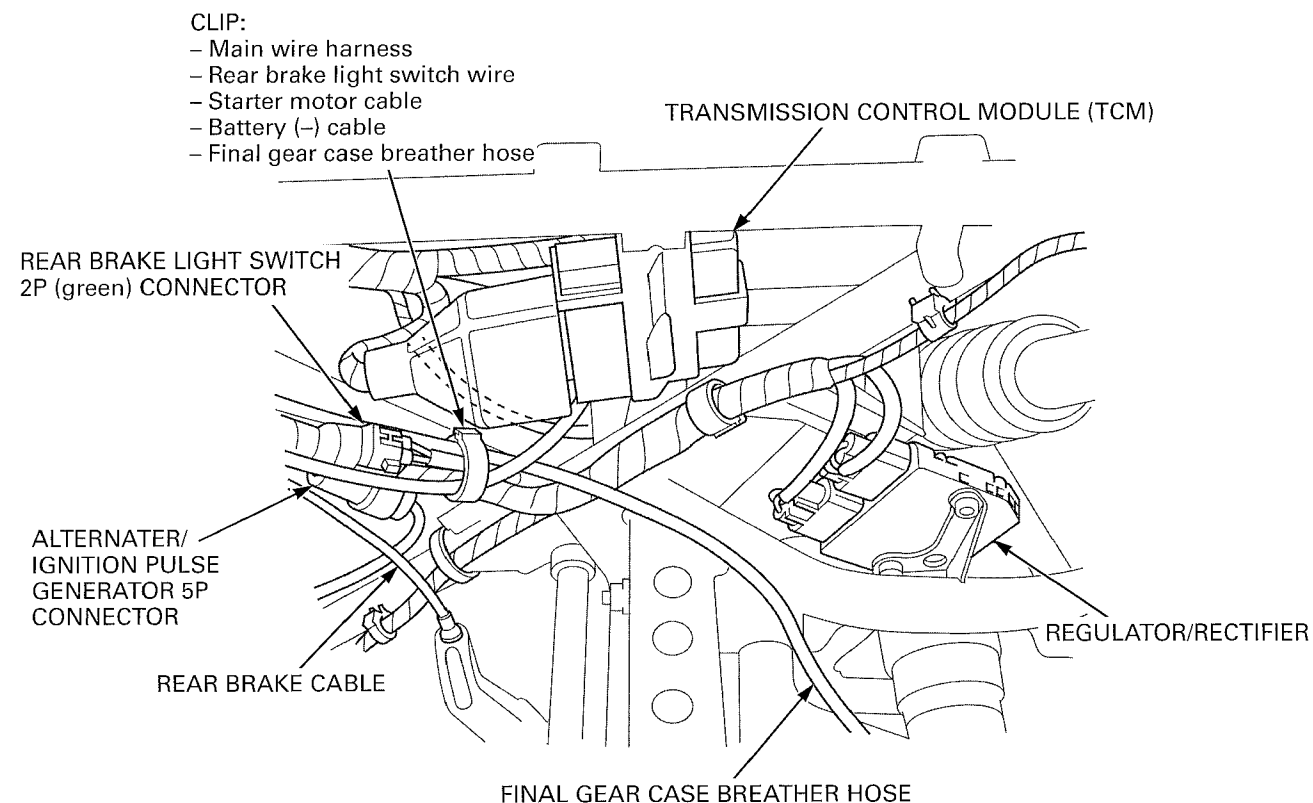 CLIP:
– Main wire harness
– Rear brake light switch wire
– Starter motor cable
– Battery (–) cable
– Final gear case breather hose
TRANSMISSION CONTROL MODULE (TCM)
REAR BRAKE LIGHT SWITCH
2P (green) CONNECTOR
ALTERNATER/
IGNITION PULSE
GENERATOR 5P
CONNECTOR
REGULATOR/RECTIFIER
REAR BRAKE CABLE
FINAL GEAR CASE BREATHER HOSE